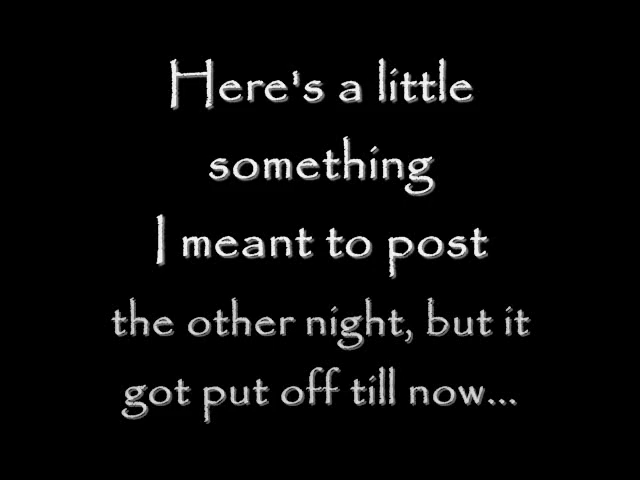 Here's a little
something
I meant to post
the other night, but it
got put off till now...